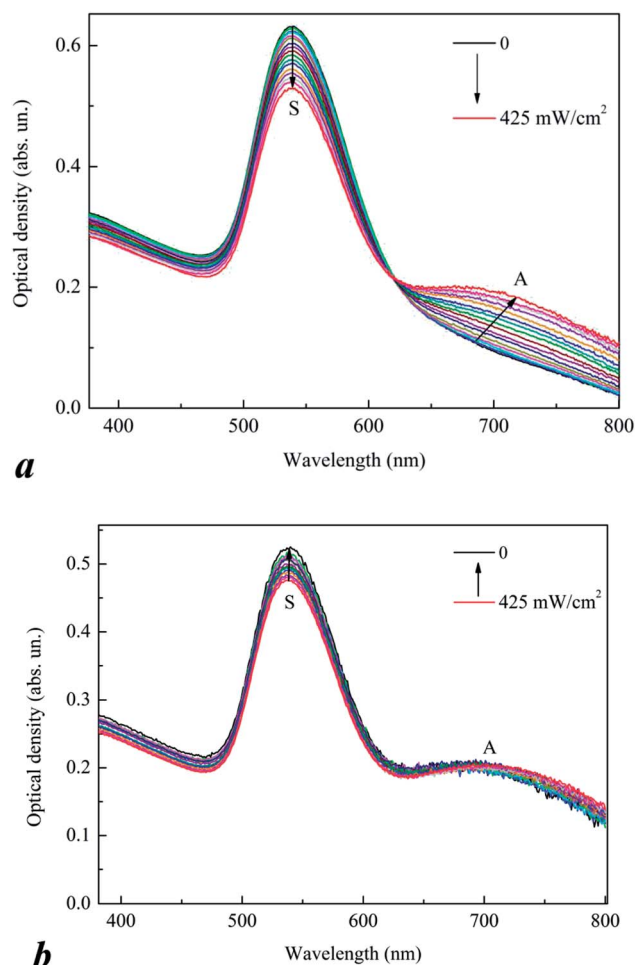 0.6
0
425 mW/cm²
S
0.4
Optical density (abs. un.)
0.2
A
0.0
400
500
600
700
800
Wavelength (nm)
a
0.5
0
425 mW/cm²
S
0.4
Optical density (abs. un.)
0.3
A
0.2
0.1
0
400
500
600
700
800
Wavelength (nm)
b